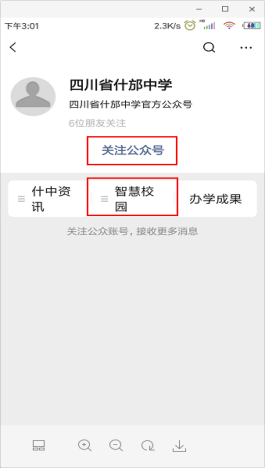 下午3:01
2.3K/s
四川省什邡中学
四川省什邡中学官方公众号
6位朋友关注
关注公众号
什中资
讯
智慧校
园
办学成果
关注公众账号，接收更多消息